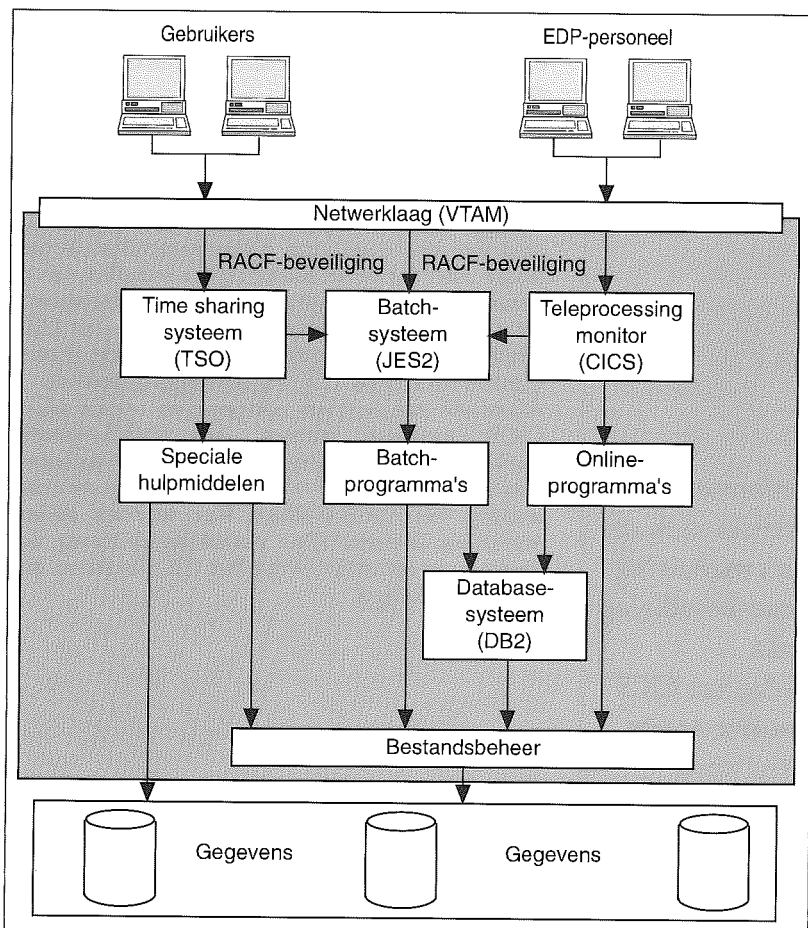 Gebruikers
EDP-personeel
Netwerklaag (VTAM)
RACF-beveiliging
RACF-beveiliging
Time sharing
systeem
(TSO)
Batch-
systeem
(JES2)
Teleprocessing
monitor
(CICS)
Speciale
hulpmiddelen
Batch-
programma's
Online-
programma's
Database-
systeem
(DB2)
Bestandsbeheer
Gegevens
Gegevens